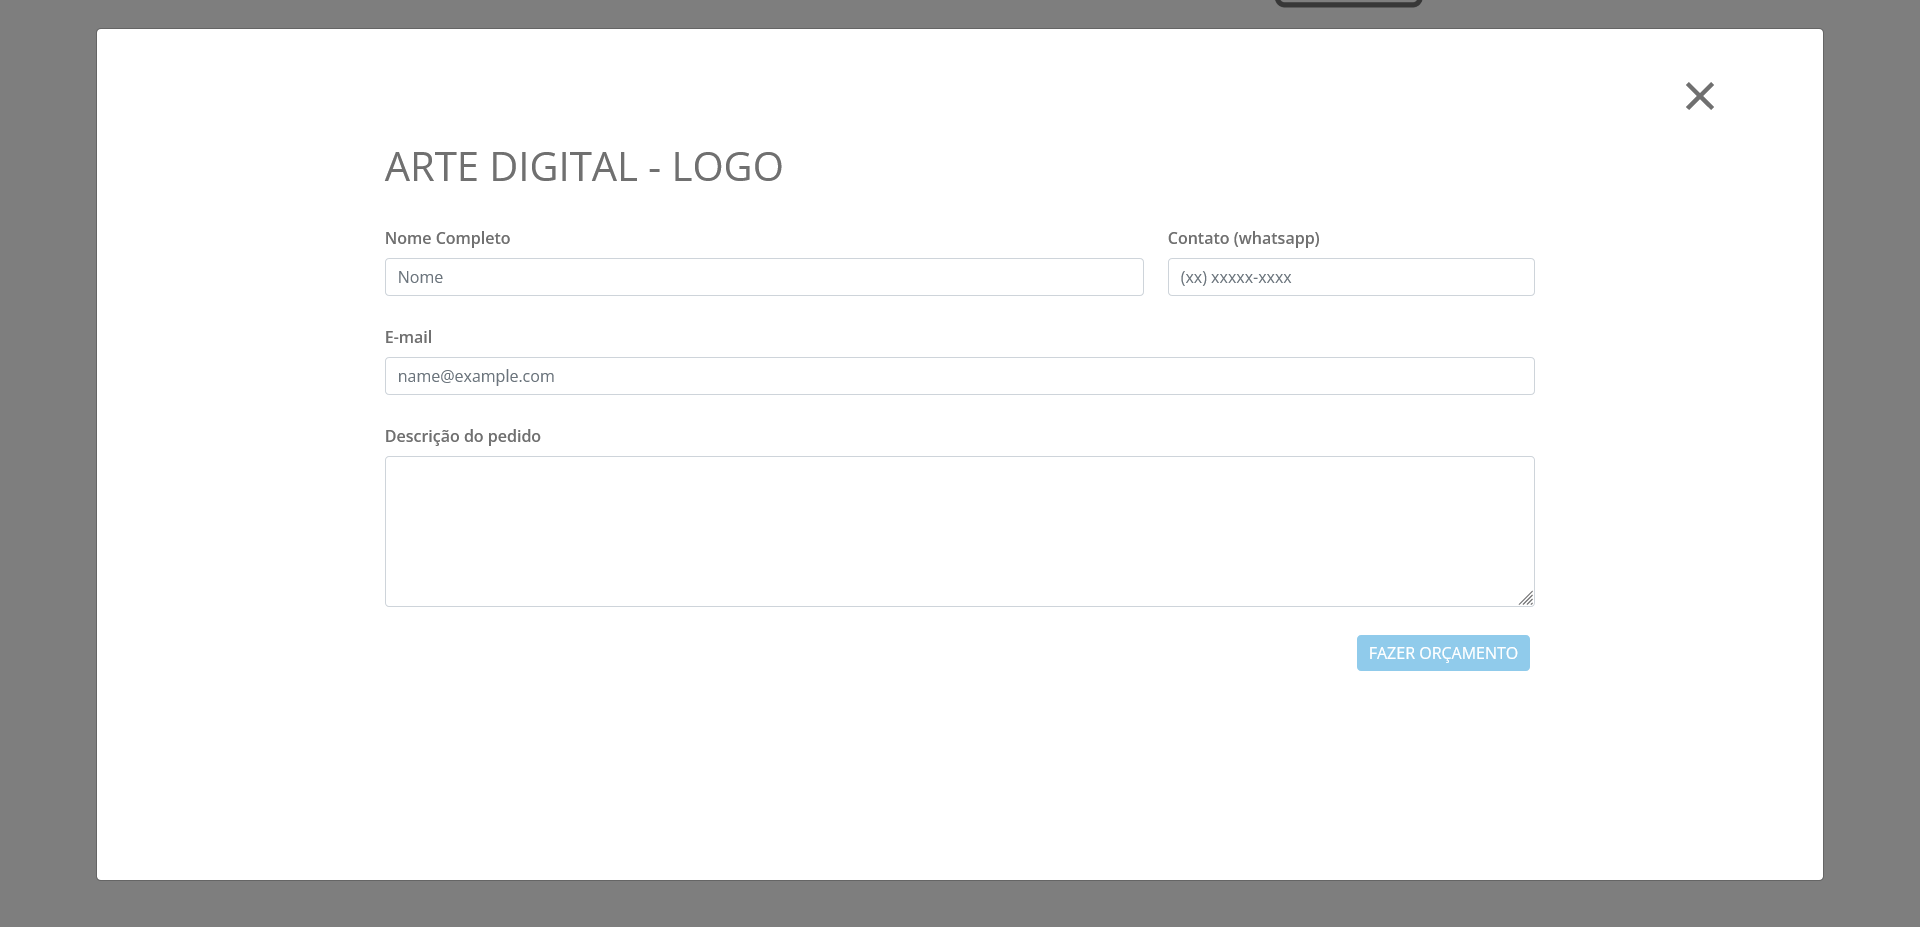 ARTE DIGITAL - LOGO
Nome Completo
Contato (whatsapp)
Nome
(xx) xxxxx-xxxx
E-mail
name@example.com
Descrição do pedido
FAZER ORÇAMENTO